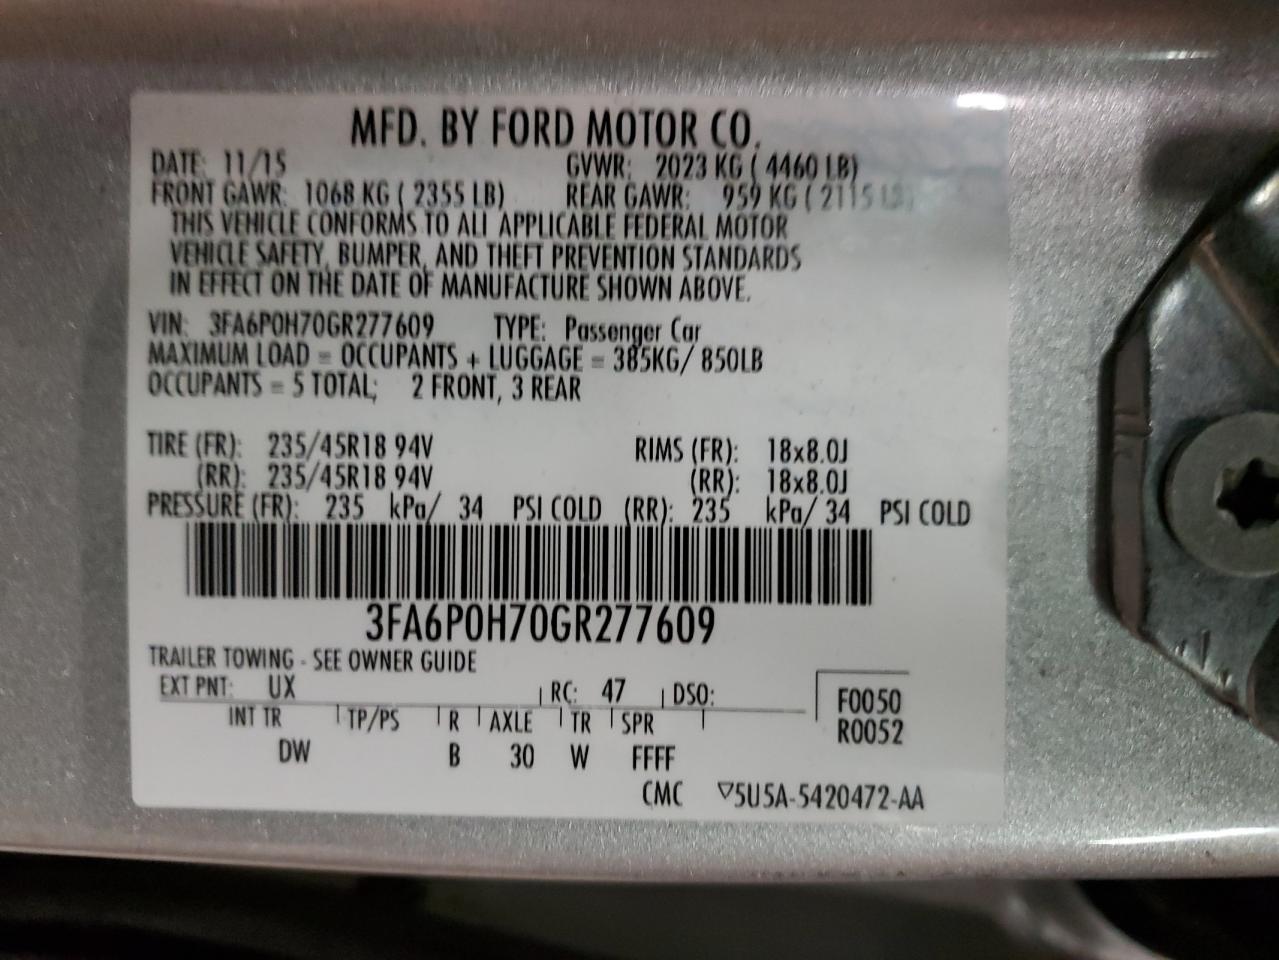 MFD. BY FORD MOTOR CO.
DATE: 11/15 GVWR: 2023 KG ( 4460 LB)
FRONT GAWR: 1068 KG ( 2355 LB) REAR GAWR: 959 KG ( 2115 LB)
THIS VEHICLE CONFORMS TO ALL APPLICABLE FEDERAL MOTOR
VEHICLE SAFETY, BUMPER, AND THEFT PREVENTION STANDARDS
IN EFFECT ON THE DATE OF MANUFACTURE SHOWN ABOVE.
VIN: 3FA6P0H70GR277609 TYPE: Passenger Car
MAXIMUM LOAD = OCCUPANTS + LUGGAGE = 385KG/ 850LB
OCCUPANTS = 5 TOTAL; 2 FRONT, 3 REAR
TIRE (FR): 235/45R18 94V RIMS (FR): 18x8.0J
(RR): 235/45R18 94V (RR): 18x8.0J
PRESSURE (FR): 235 kPa/ 34 PSI COLD (RR): 235 kPa/ 34 PSI COLD
3FA6P0H70GR277609
TRAILER TOWING - SEE OWNER GUIDE
EXT PNT: UX RC: 47 DSO:
F0050
INT TR TP/PS R AXLE TR SPR
R0052
DW B 30 W FFFF
CMC ▽5U5A-5420472-AA